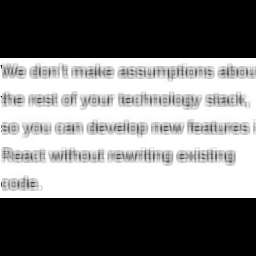 We don't make assumptions about
the rest of your technology stack,
so you can develop new features i
React without rewriting existing
code.